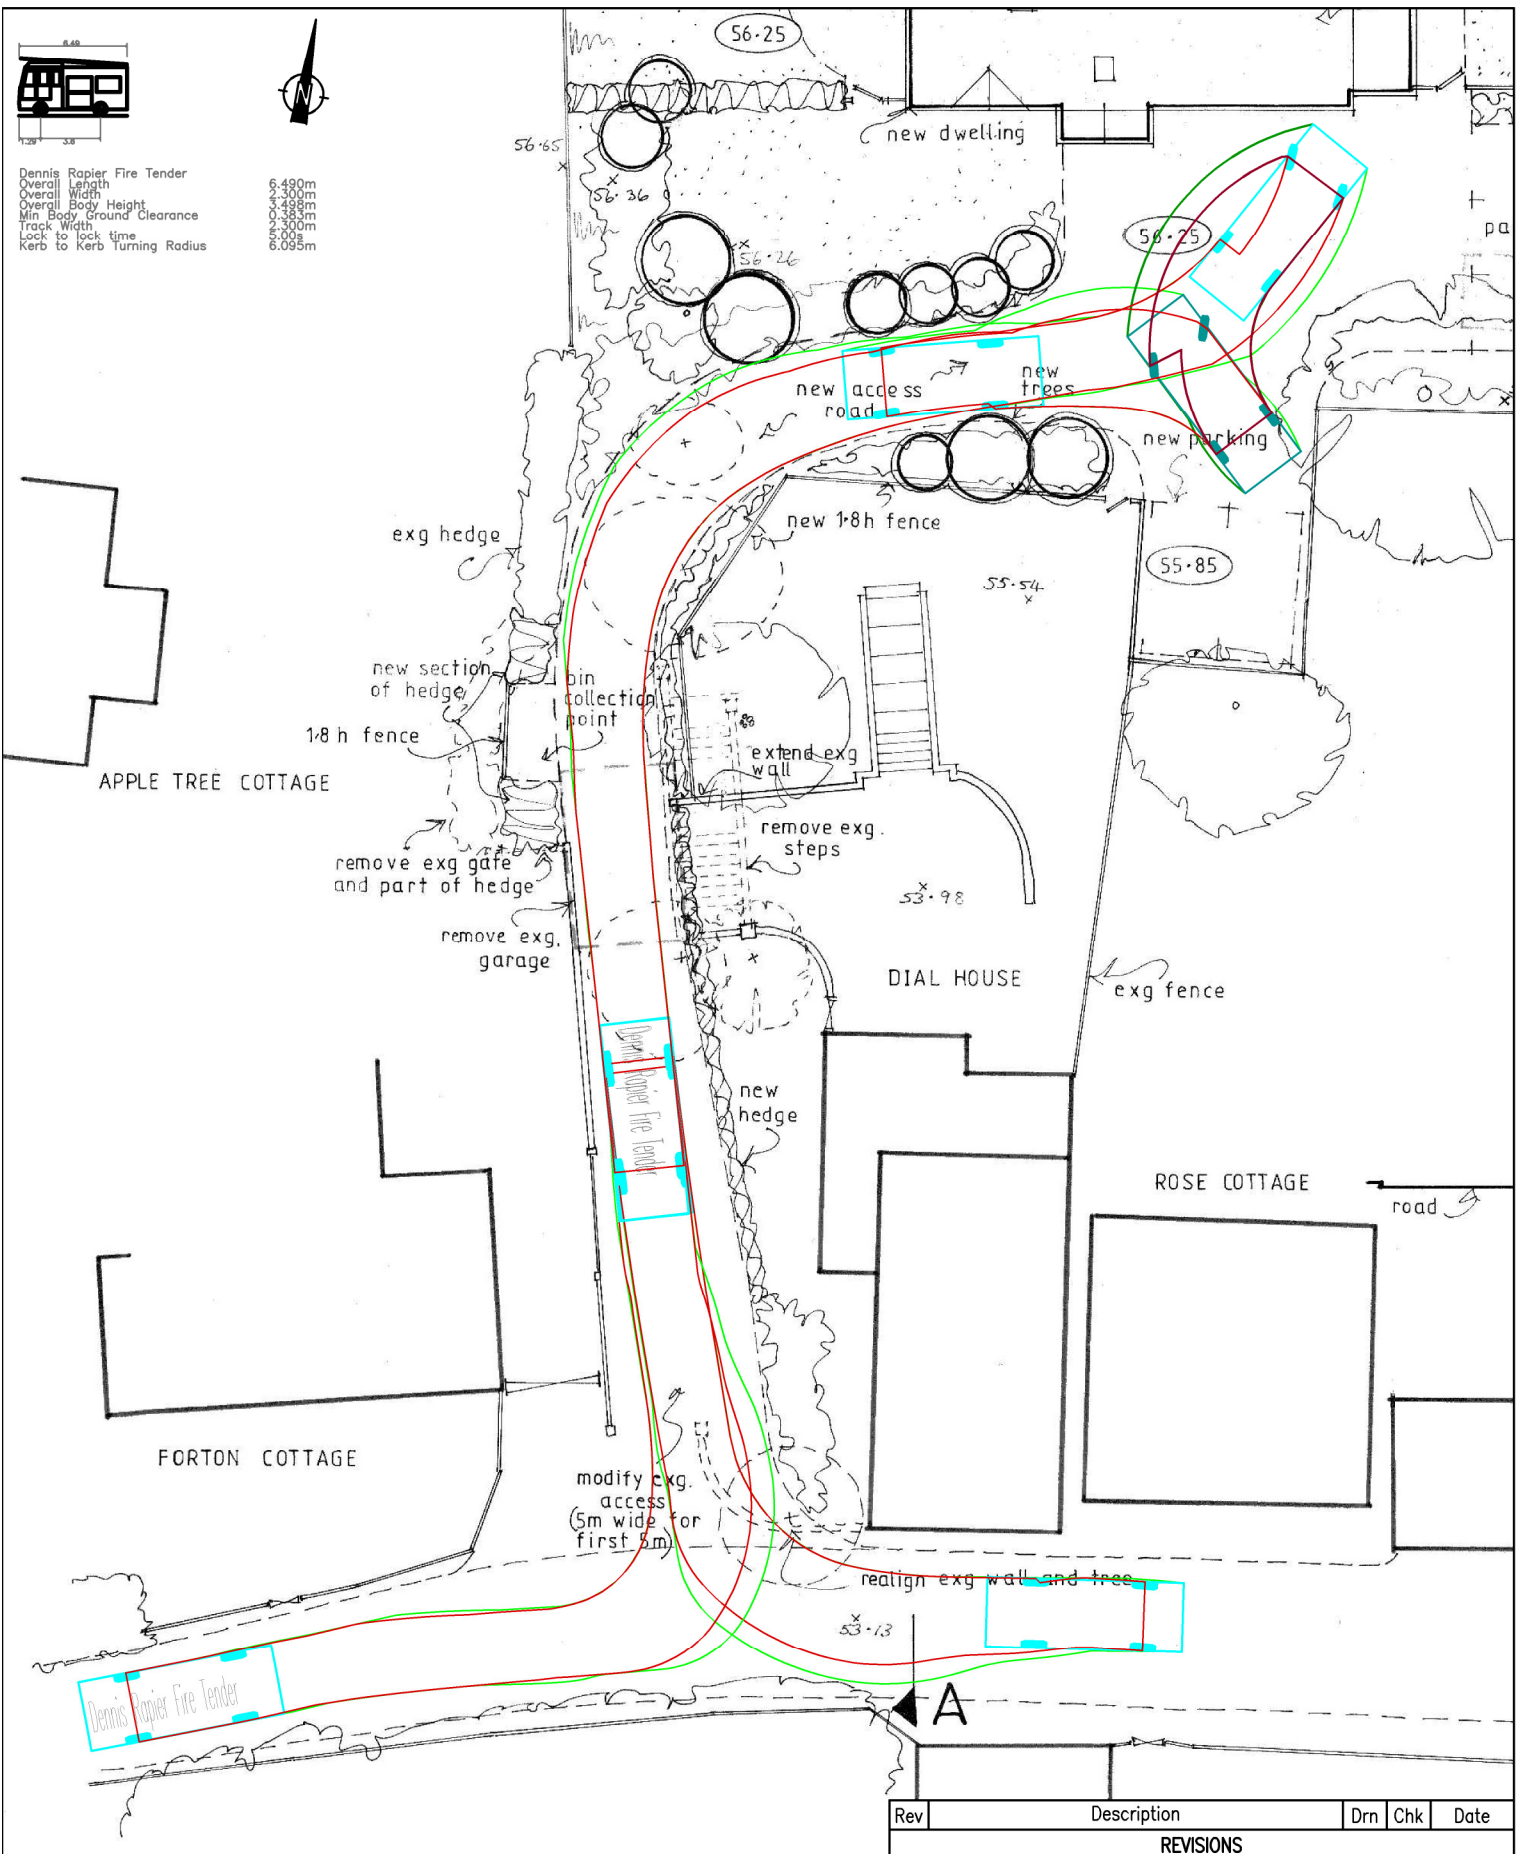 6.49
1.29 3.8
N
Dennis Rapier Fire Tender
Overall Length 6.490m
Overall Width 2.300m
Overall Body Height 3.498m
Min Body Ground Clearance 0.383m
Track Width 2.300m
Lock to lock time 5.00s
Kerb to Kerb Turning Radius 6.095m
56.25
new dwelling
56.65
56.36
56.25
pa
56.26
new access
road
new
trees
new parking
exg hedge
new 1.8h fence
55.54
55.85
new section
of hedge
bin
collection
point
1.8 h fence
extend exg
wall
APPLE TREE COTTAGE
remove exg.
steps
remove exg gate
and part of hedge
53.98
remove exg.
garage
DIAL HOUSE
exg fence
Dennis Rapier Fire Tender
new
hedge
ROSE COTTAGE
road
FORTON COTTAGE
modify exg.
access
(5m wide for
first 5m)
realign exg wall and tree
53.13
Dennis Rapier Fire Tender
A
Rev Description Drn Chk Date
REVISIONS